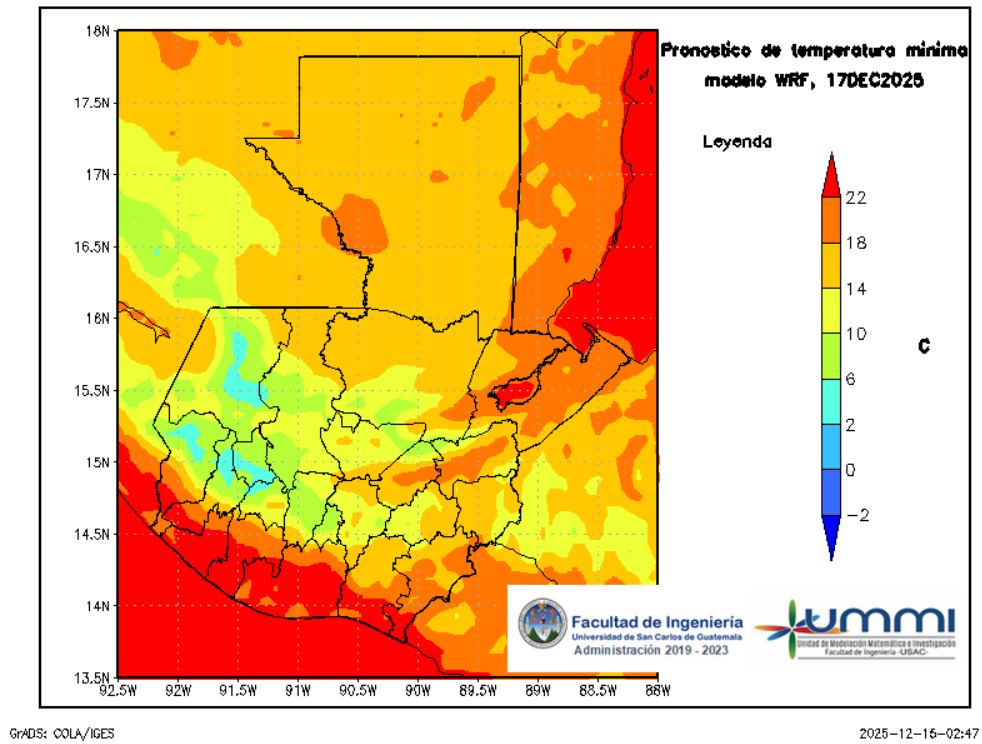 Pronostico de temperatura minima
modelo WRF, 17DEC2025
Leyenda
22
18
14
10
6
2
0
−2
C
18N
17.5N
17N
16.5N
16N
15.5N
15N
14.5N
14N
13.5N
92.5W
92W
91.5W
91W
90.5W
90W
89.5W
89W
88.5W
88W
Facultad de Ingeniería
Universidad de San Carlos de Guatemala
Administración 2019 - 2023
ummi
Unidad de Modelación Matemática e Investigación
Facultad de Ingeniería -USAC-
GrADS: COLA/IGES
2025-12-15-02:47